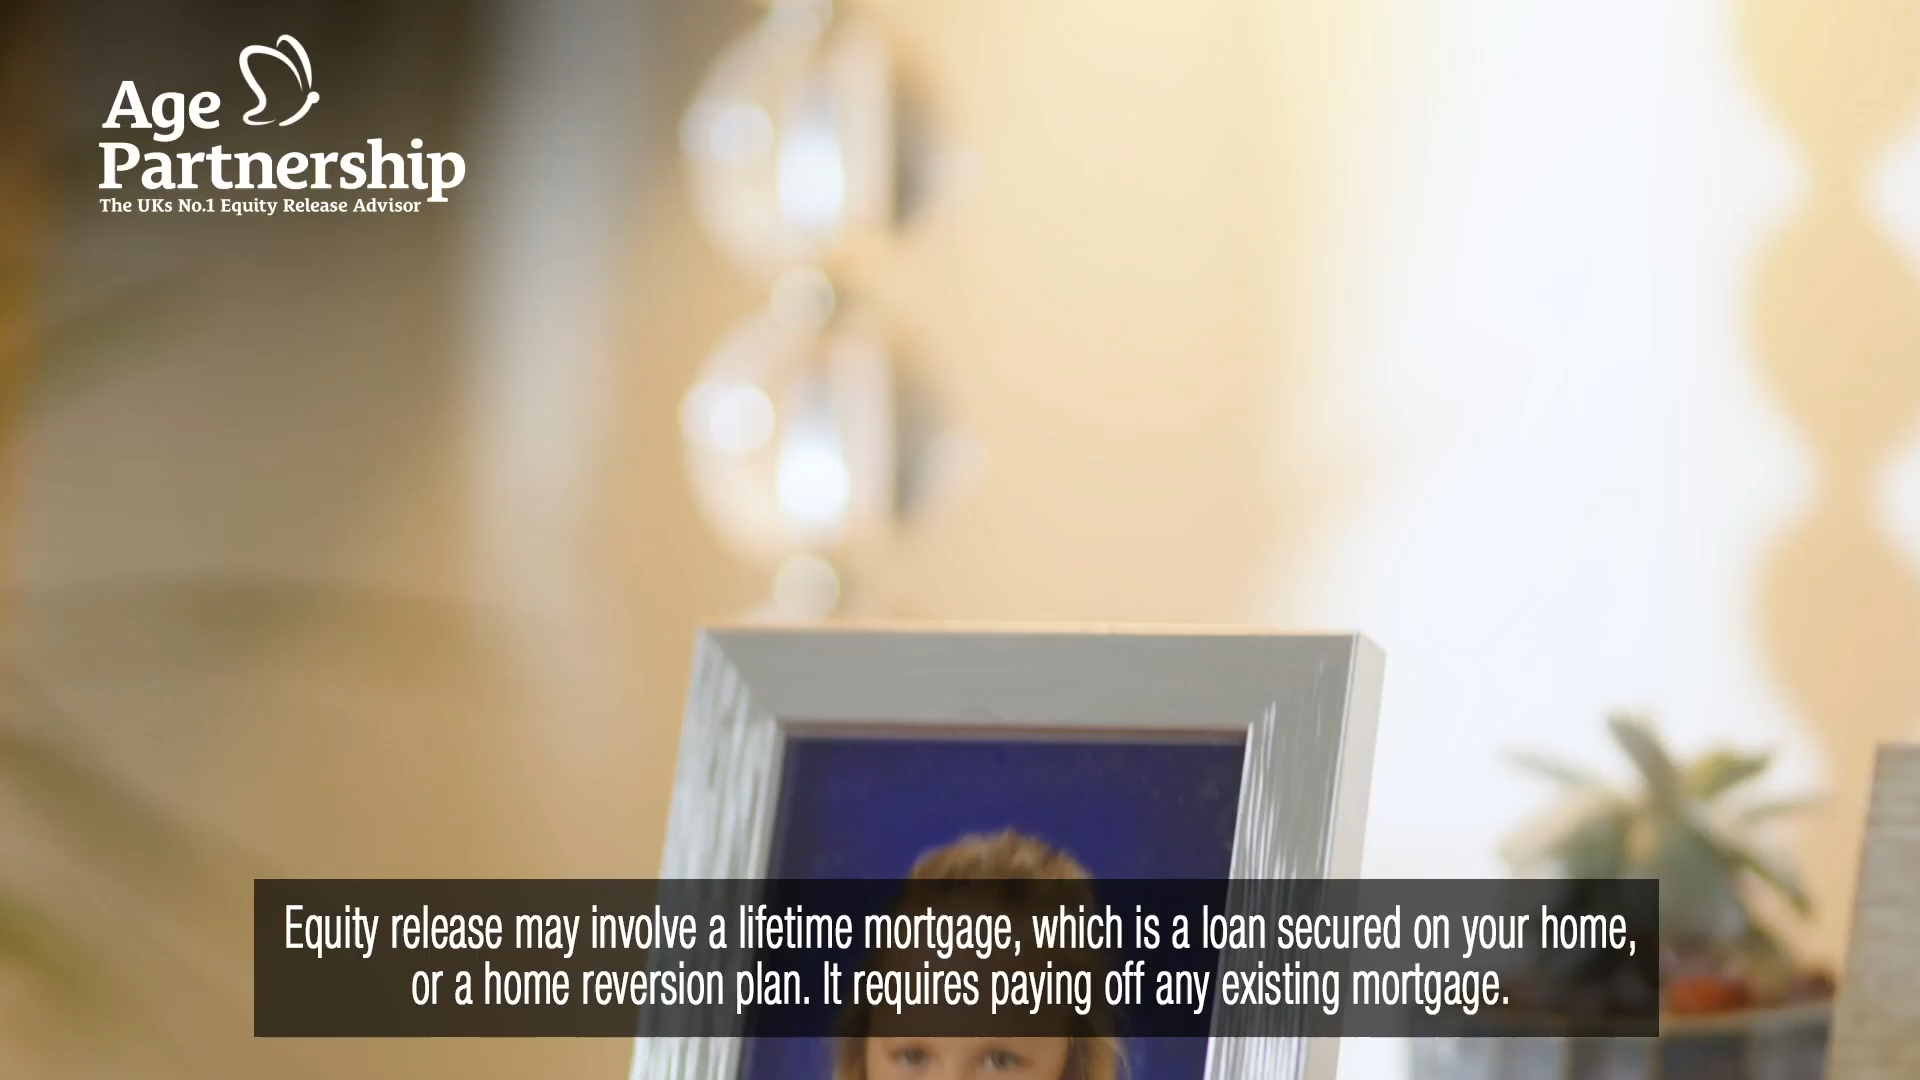 Age
Partnership
The UKs No.1 Equity Release Advisor
Equity release may involve a lifetime mortgage, which is a loan secured on your home,
or a home reversion plan. It requires paying off any existing mortgage.